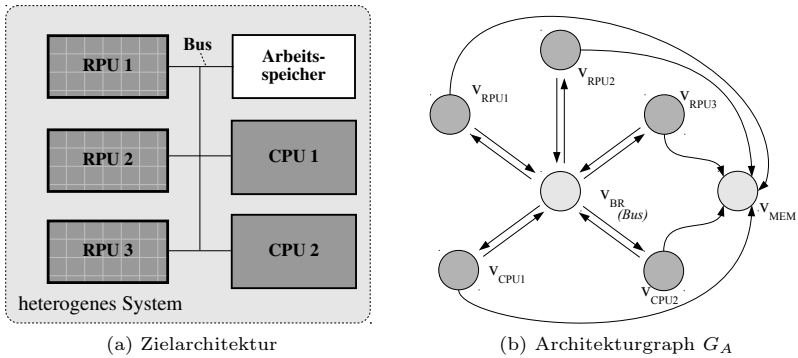 Bus
RPU 1
Arbeits-
speicher
RPU 2
CPU 1
RPU 3
CPU 2
heterogenes System
(a) Zielarchitektur
V_RPU1
V_RPU2
V_RPU3
V_BR
(Bus)
V_MEM
V_CPU1
V_CPU2
(b) Architekturgraph G_A